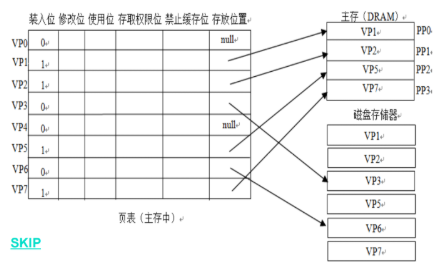 装入位 修改位 使用位 存取权限位 禁止缓存位 存放位置
VP0 0 null
VP1 1
VP2 1
VP3 0
VP4 0 null
VP5 1
VP6 0
VP7 1
页表（主存中）
SKIP
主存（DRAM）
VP1 PP0
VP2 PP1
VP5 PP2
VP7 PP3
磁盘存储器
VP1
VP2
VP3
VP5
VP6
VP7